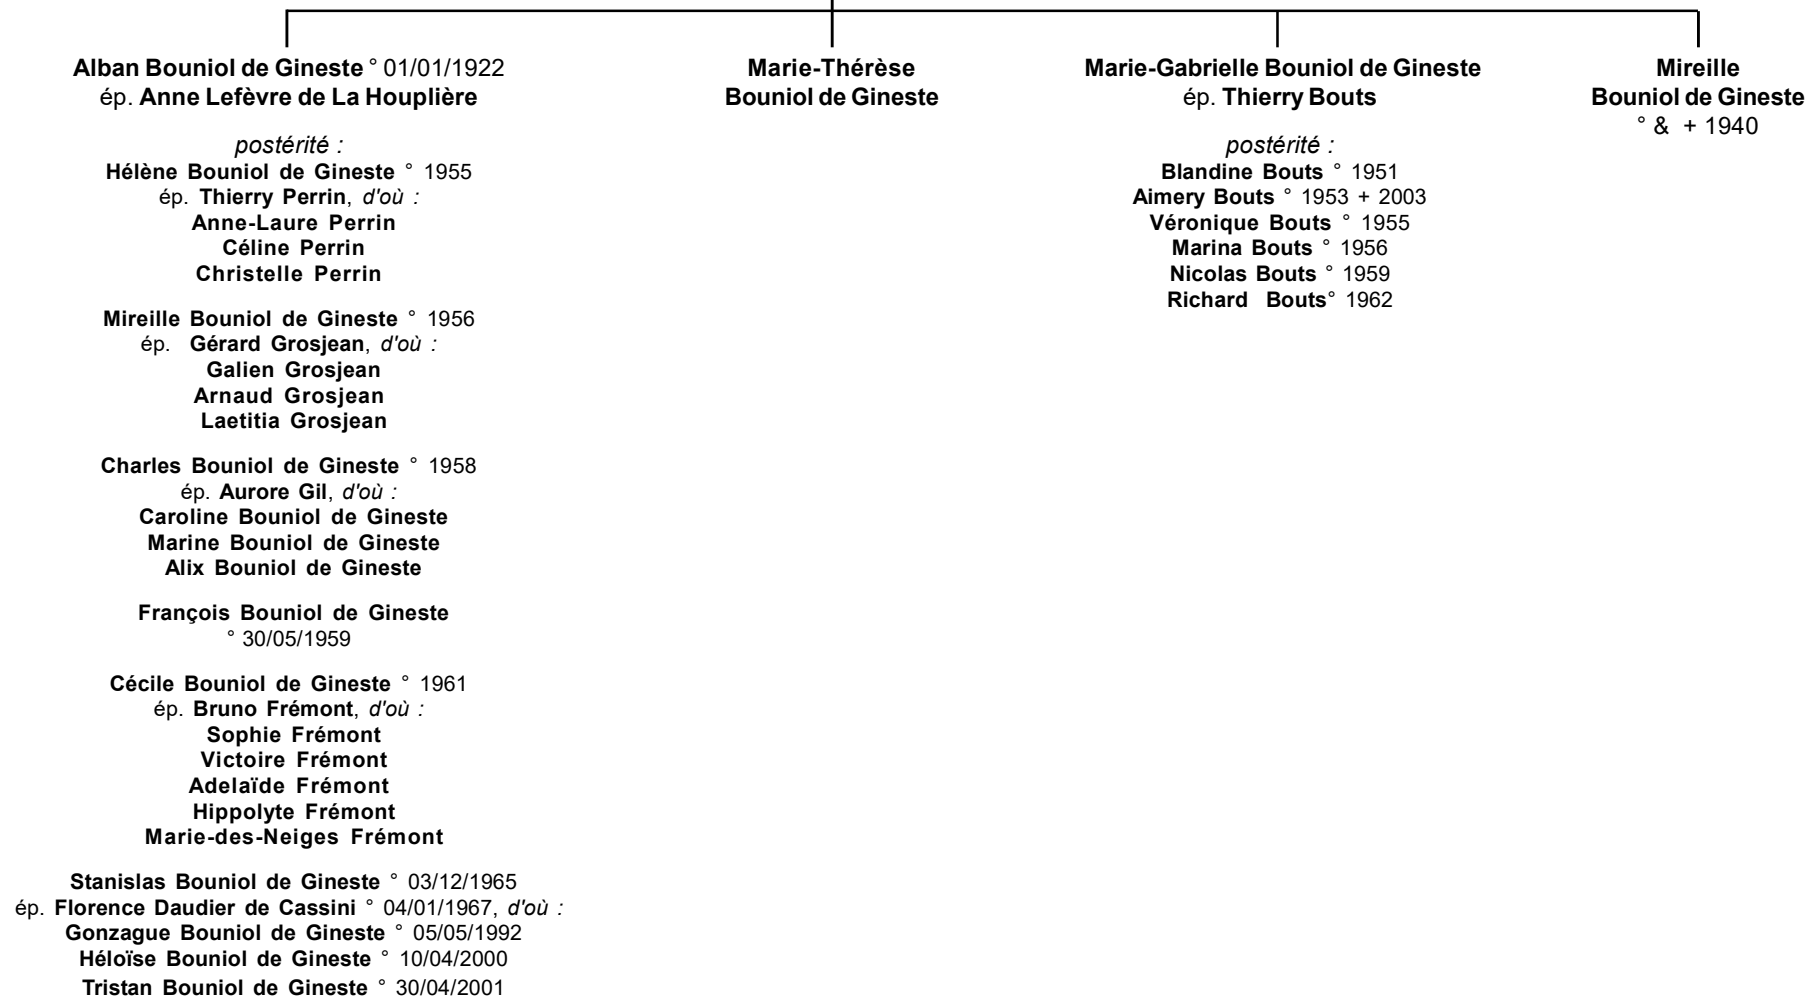 Alban Bouniol de Gineste ° 01/01/1922
ép. Anne Lefèvre de La Houplière
postérité :
Hélène Bouniol de Gineste ° 1955
ép. Thierry Perrin, d'où :
Anne-Laure Perrin
Céline Perrin
Christelle Perrin
Mireille Bouniol de Gineste ° 1956
ép. Gérard Grosjean, d'où :
Galien Grosjean
Arnaud Grosjean
Laetitia Grosjean
Charles Bouniol de Gineste ° 1958
ép. Aurore Gil, d'où :
Caroline Bouniol de Gineste
Marine Bouniol de Gineste
Alix Bouniol de Gineste
François Bouniol de Gineste
° 30/05/1959
Cécile Bouniol de Gineste ° 1961
ép. Bruno Frémont, d'où :
Sophie Frémont
Victoire Frémont
Adelaïde Frémont
Hippolyte Frémont
Marie-des-Neiges Frémont
Stanislas Bouniol de Gineste ° 03/12/1965
ép. Florence Daudier de Cassini ° 04/01/1967, d'où :
Gonzague Bouniol de Gineste ° 05/05/1992
Héloïse Bouniol de Gineste ° 10/04/2000
Tristan Bouniol de Gineste ° 30/04/2001
Marie-Thérèse
Bouniol de Gineste
Marie-Gabrielle Bouniol de Gineste
ép. Thierry Bouts
postérité :
Blandine Bouts ° 1951
Aimery Bouts ° 1953 + 2003
Véronique Bouts ° 1955
Marina Bouts ° 1956
Nicolas Bouts ° 1959
Richard Bouts° 1962
Mireille
Bouniol de Gineste
° & + 1940